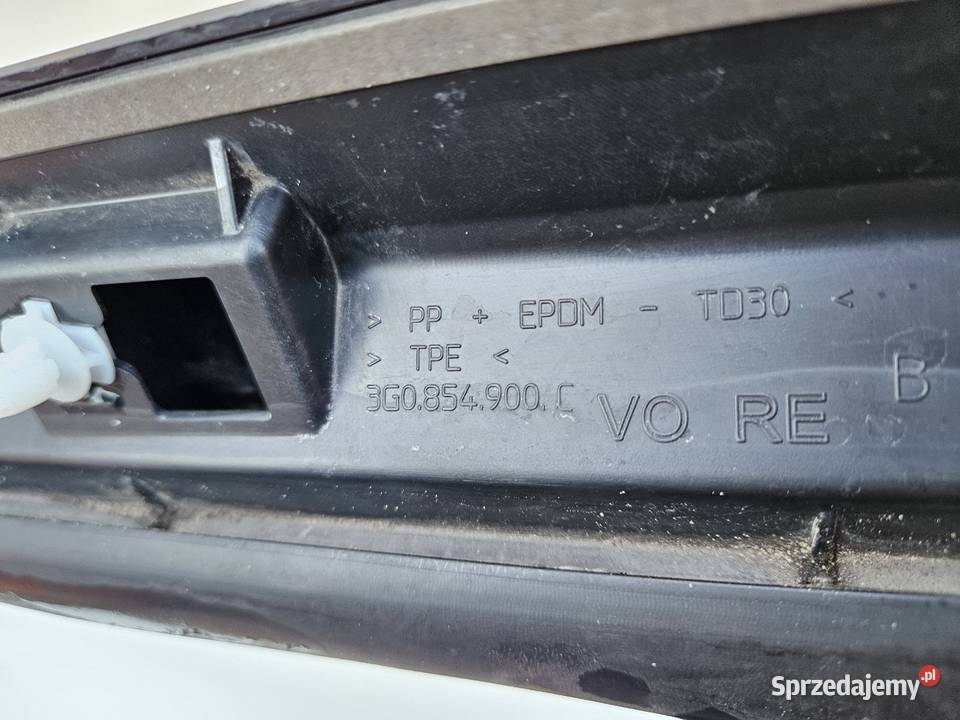 > PP + EPDM - TD30 <
> TPE <
3G0.854.900. C
VO RE
B
Sprzedajemy.pl